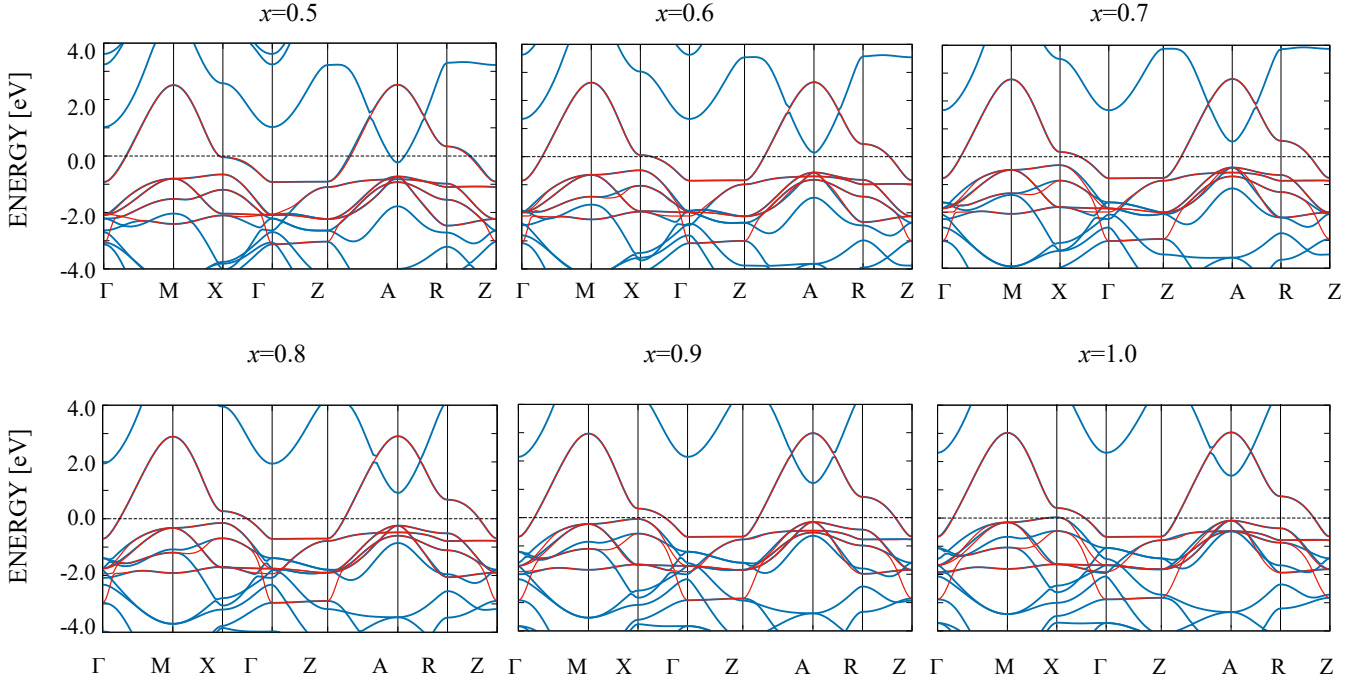 x=0.5 x=0.6 x=0.7
ENERGY [eV]
4.0
2.0
0.0
-2.0
-4.0
Γ M X Γ Z A R Z
Γ M X Γ Z A R Z
Γ M X Γ Z A R Z
x=0.8 x=0.9 x=1.0
ENERGY [eV]
4.0
2.0
0.0
-2.0
-4.0
Γ M X Γ Z A R Z
Γ M X Γ Z A R Z
Γ M X Γ Z A R Z